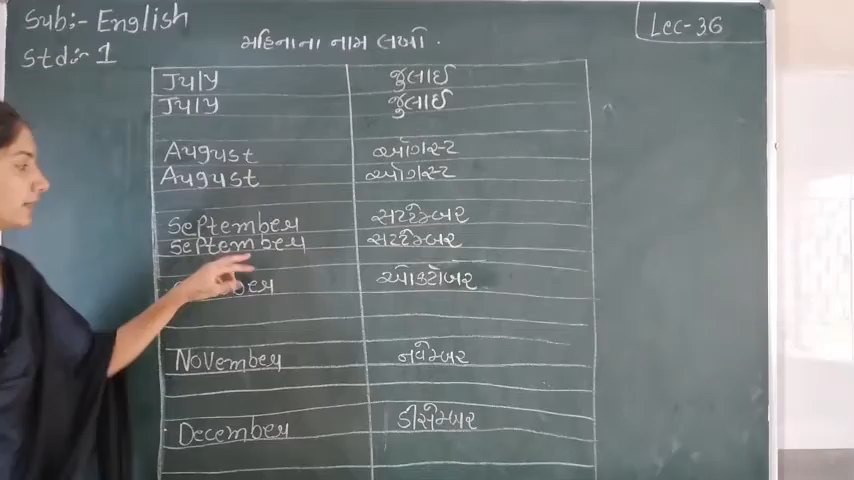 Sub:- English
Lec-36
Std:- 1
મહિનાના નામ લખો .
July જુલાઈ
July જુલાઈ
August ઑગસ્ટ
August ઑગસ્ટ
September સપ્ટેમ્બર
September સપ્ટેમ્બર
ઑક્ટોબર
November નવેમ્બર
December ડીસેમ્બર